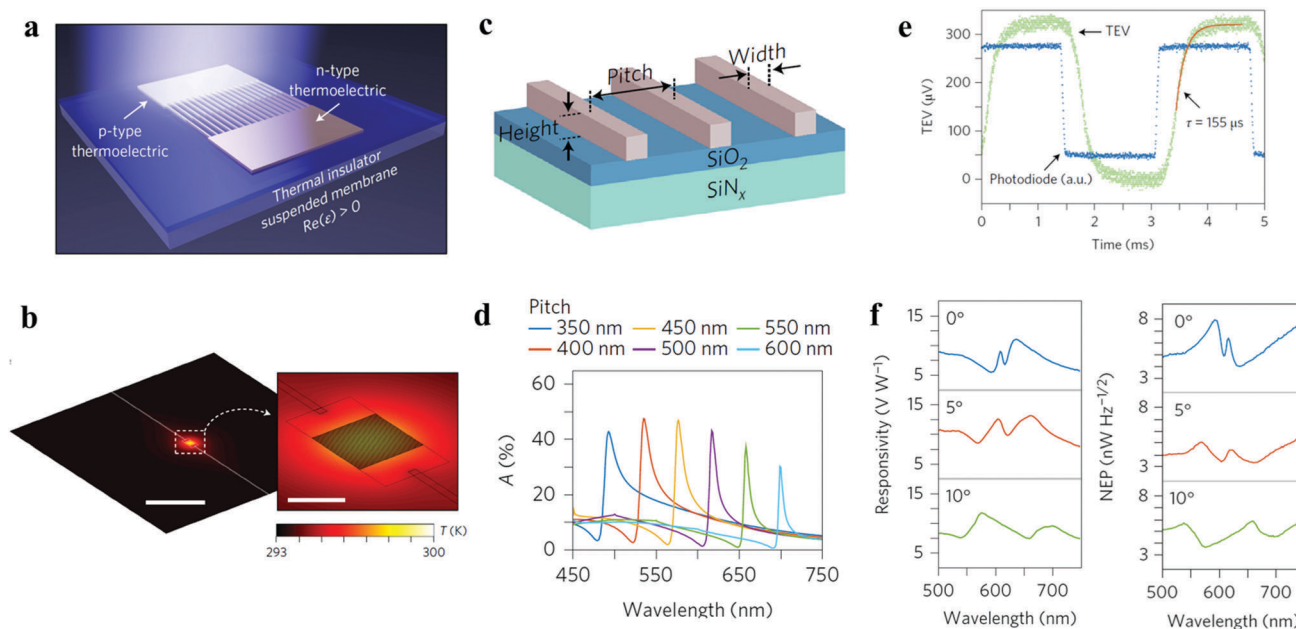 a
n-type
thermoelectric
p-type
thermoelectric
Thermal insulator
suspended membrane
Re(ε) > 0
b
T (K)
293
300
c
Width
Pitch
Height
SiO₂
SiNₓ
d
Pitch
350 nm 450 nm 550 nm
400 nm 500 nm 600 nm
A (%)
60
40
20
0
450 550 650 750
Wavelength (nm)
e
TEV (μV)
300
200
100
0
TEV
τ = 155 μs
Photodiode (a.u.)
0 1 2 3 4 5
Time (ms)
f
Responsivity (V W⁻¹)
15
5
0°
15
5
5°
15
5
10°
500 600 700
Wavelength (nm)
NEP (nW Hz⁻¹/²)
8
3
0°
8
3
5°
8
3
10°
500 600 700
Wavelength (nm)